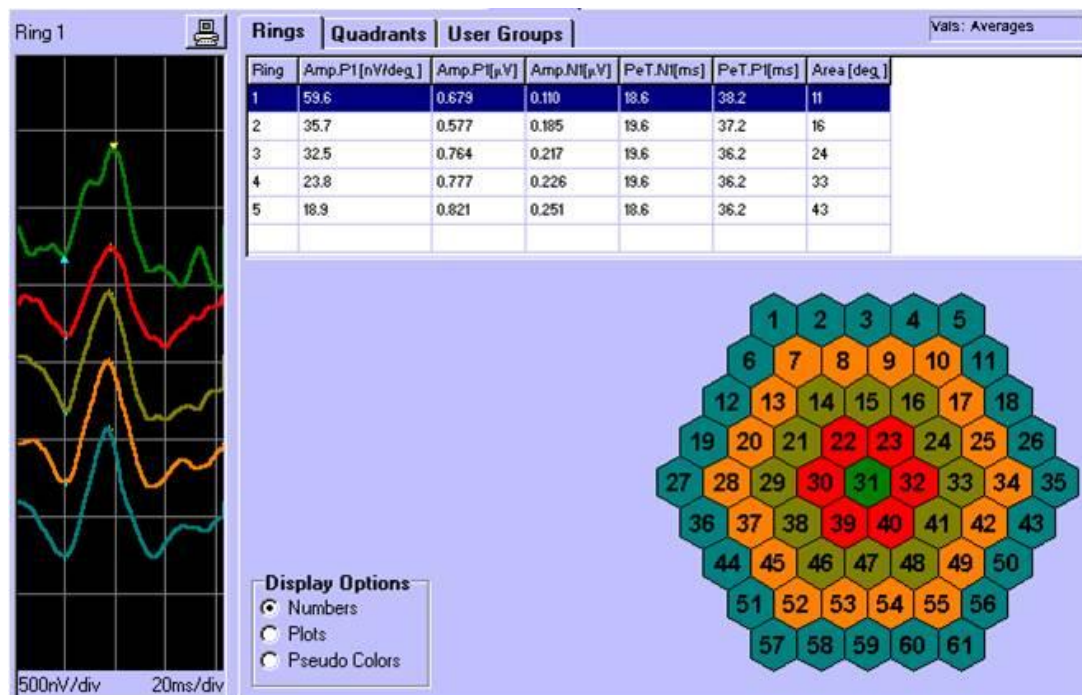 Ring 1
Rings Quadrants User Groups
Vals: Averages
Ring Amp.P1[nV/deg.] Amp.P1[µV] Amp.N1[µV] PeT.N1[ms] PeT.P1[ms] Area [deg.]
1 59.6 0.679 0.110 18.6 38.2 11
2 35.7 0.577 0.185 19.6 37.2 16
3 32.5 0.764 0.217 19.6 36.2 24
4 23.8 0.777 0.226 19.6 36.2 33
5 18.9 0.821 0.251 18.6 36.2 43
1 2 3 4 5
6 7 8 9 10 11
12 13 14 15 16 17 18
19 20 21 22 23 24 25 26
27 28 29 30 31 32 33 34 35
36 37 38 39 40 41 42 43
44 45 46 47 48 49 50
51 52 53 54 55 56
57 58 59 60 61
Display Options
Numbers
Plots
Pseudo Colors
500nV/div 20ms/div